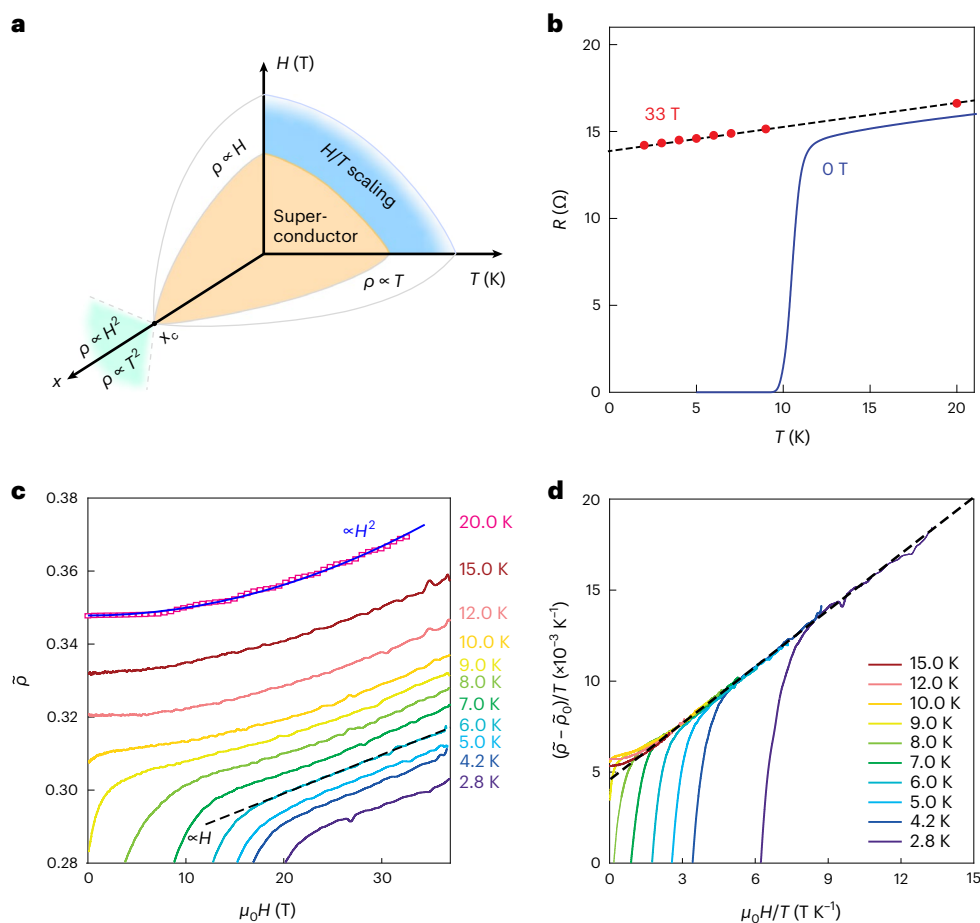 a
H (T)
ρ ∝ H
H/T scaling
Super-
conductor
T (K)
ρ ∝ T
x_c
ρ ∝ H²
ρ ∝ T²
x
b
20
15
10
5
0
R (Ω)
33 T
0 T
0 5 10 15 20
T (K)
c
0.38
0.36
0.34
0.32
0.30
0.28
ρ̃
∝H²
∝H
20.0 K
15.0 K
12.0 K
10.0 K
9.0 K
8.0 K
7.0 K
6.0 K
5.0 K
4.2 K
2.8 K
0 10 20 30
μ₀H (T)
d
20
15
10
5
0
(ρ̃ - ρ̃₀)/T (×10⁻³ K⁻¹)
15.0 K
12.0 K
10.0 K
9.0 K
8.0 K
7.0 K
6.0 K
5.0 K
4.2 K
2.8 K
0 3 6 9 12 15
μ₀H/T (T K⁻¹)